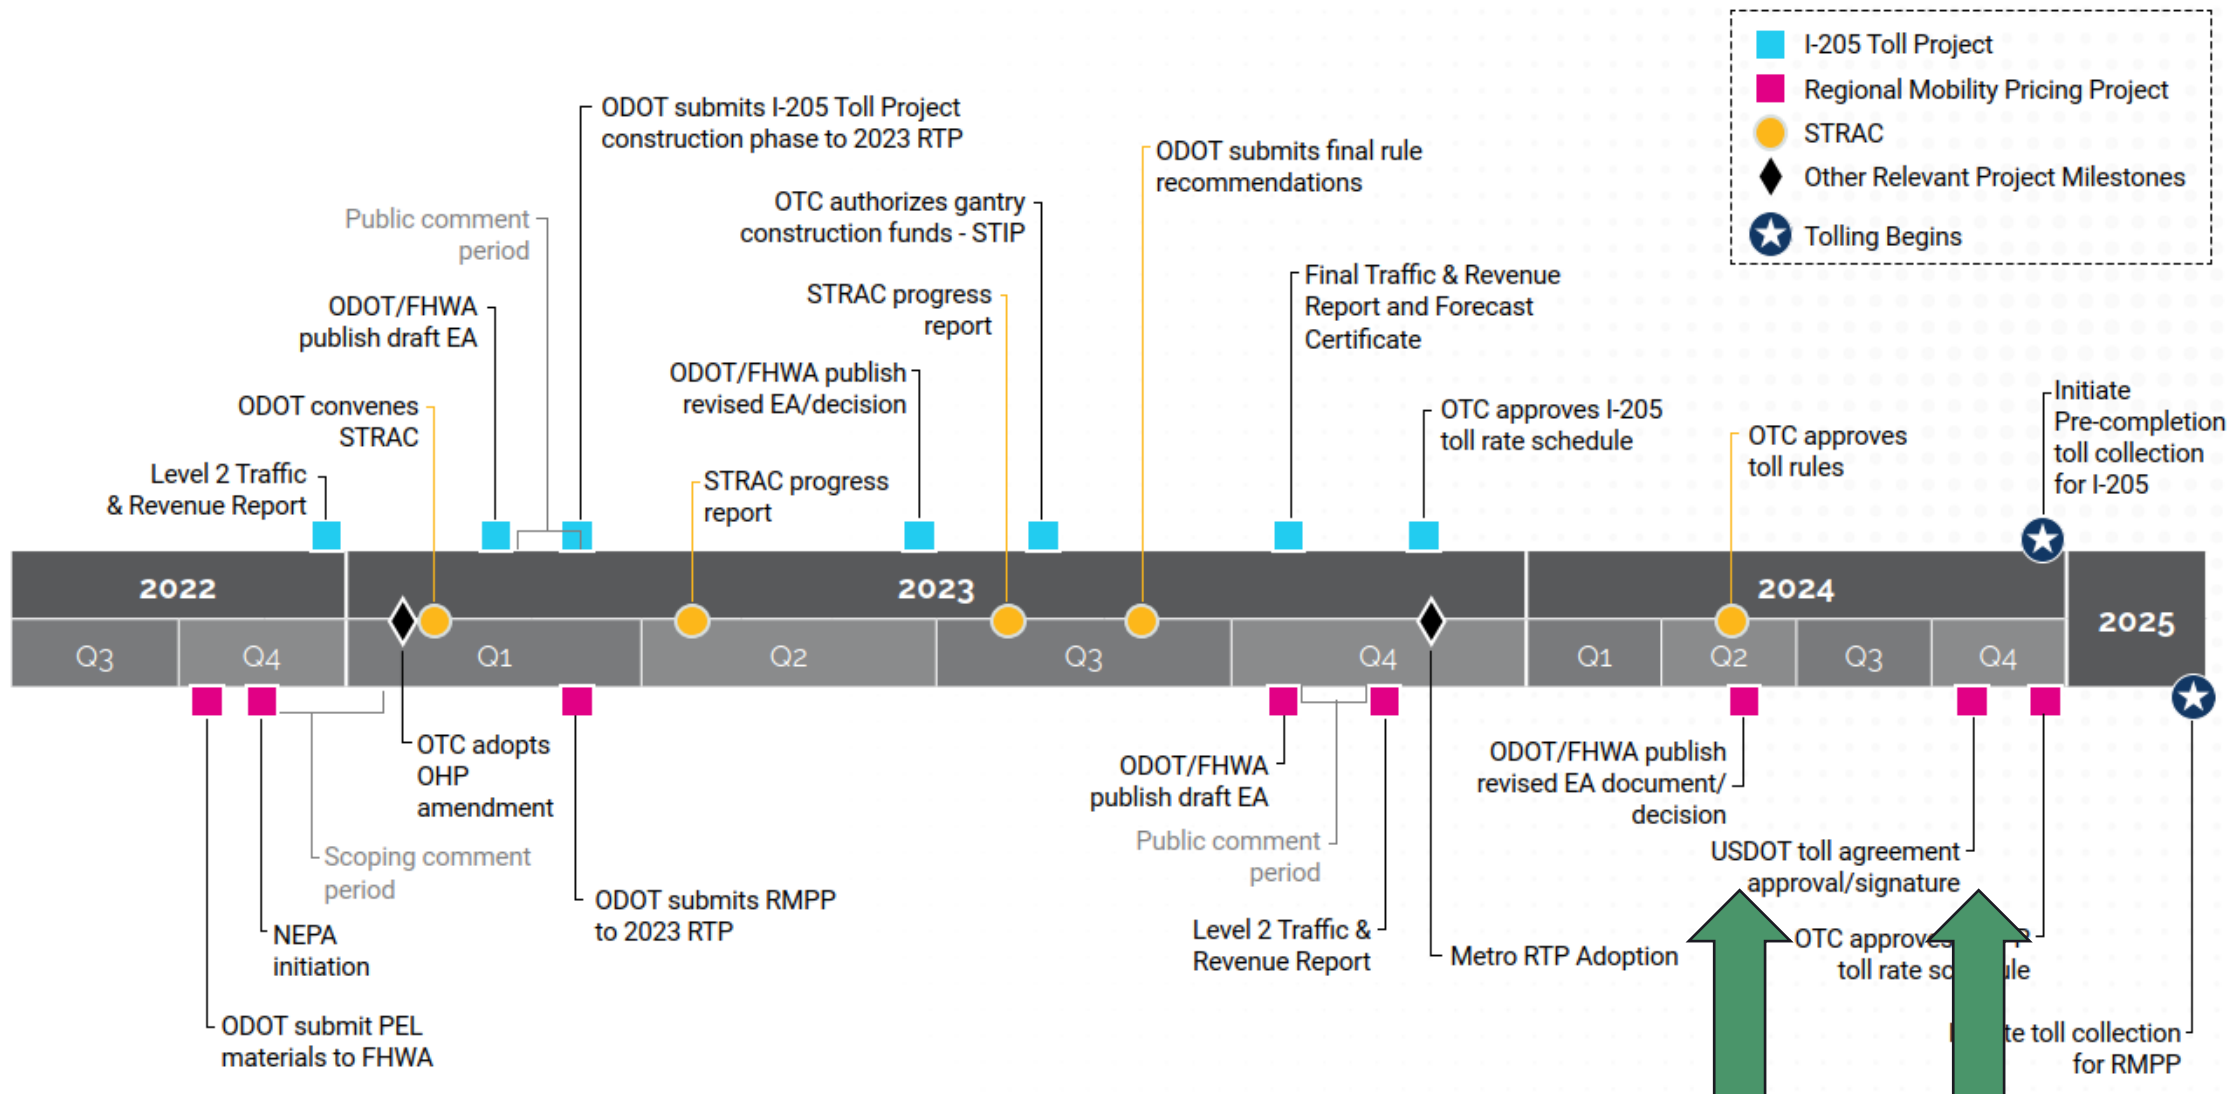 I-205 Toll Project
Regional Mobility Pricing Project
STRAC
Other Relevant Project Milestones
Tolling Begins
ODOT submits I-205 Toll Project
construction phase to 2023 RTP
ODOT submits final rule
recommendations
Public comment
period
OTC authorizes gantry
construction funds - STIP
ODOT/FHWA
publish draft EA
STRAC progress
report
Final Traffic & Revenue
Report and Forecast
Certificate
ODOT convenes
STRAC
ODOT/FHWA publish
revised EA/decision
OTC approves I-205
toll rate schedule
OTC approves
toll rules
Initiate
Pre-completion
toll collection
for I-205
Level 2 Traffic
& Revenue Report
STRAC progress
report
2022
2023
2024
2025
Q3
Q4
Q1
Q2
Q3
Q4
Q1
Q2
Q3
Q4
OTC adopts
OHP
amendment
Scoping comment
period
NEPA
initiation
ODOT submit PEL
materials to FHWA
ODOT submits RMPP
to 2023 RTP
ODOT/FHWA
publish draft EA
Public comment
period
Level 2 Traffic &
Revenue Report
Metro RTP Adoption
ODOT/FHWA publish
revised EA document/
decision
USDOT toll agreement
approval/signature
OTC approves
toll rate
toll collection
for RMPP